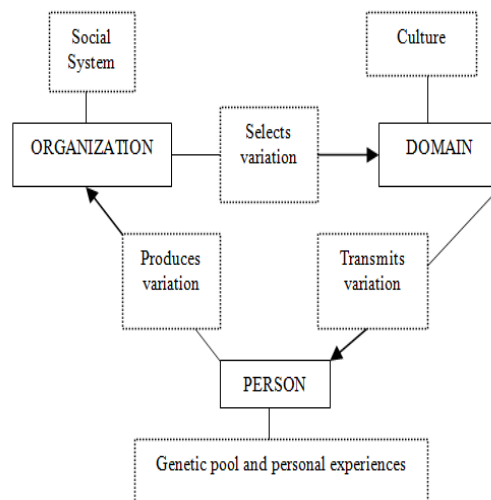 Social
System
Culture
ORGANIZATION
Selects
variation
DOMAIN
Produces
variation
Transmits
variation
PERSON
Genetic pool and personal experiences